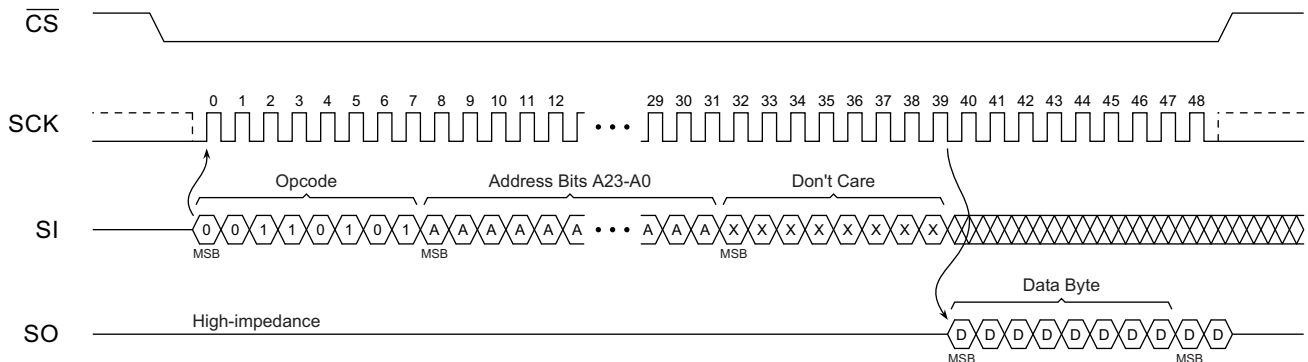 CS
0 1 2 3 4 5 6 7 8 9 10 11 12 29 30 31 32 33 34 35 36 37 38 39 40 41 42 43 44 45 46 47 48
SCK
Opcode Address Bits A23-A0 Don't Care
SI 0 0 1 1 0 1 0 1 A A A A A A A A A X X X X X X X X
MSB MSB MSB
Data Byte
High-impedance
SO D D D D D D D D D D
MSB MSB